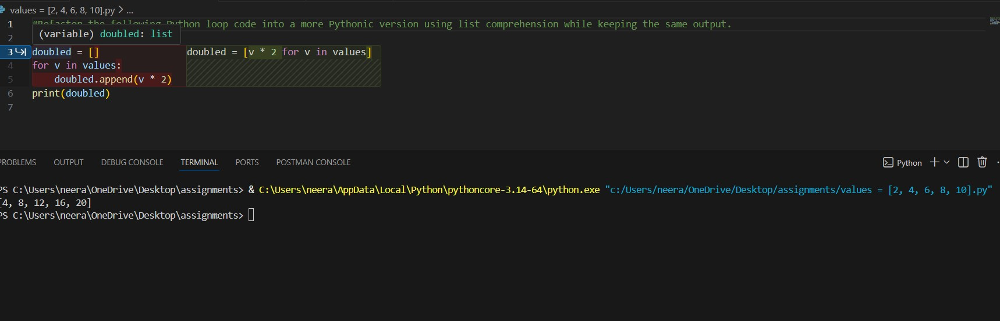 values = [2, 4, 6, 8, 10].py > ...
1 #Refactor the following Python loop code into a more Pythonic version using list comprehension while keeping the same output.
(variable) doubled: list
2
3 doubled = [] doubled = [v * 2 for v in values]
4 for v in values:
5 doubled.append(v * 2)
6 print(doubled)
7
PROBLEMS OUTPUT DEBUG CONSOLE TERMINAL PORTS POSTMAN CONSOLE Python
PS C:\Users\neera\OneDrive\Desktop\assignments> & C:\Users\neera\AppData\Local\Python\pythoncore-3.14-64\python.exe "c:/Users/neera/OneDrive/Desktop/assignments/values = [2, 4, 6, 8, 10].py"
[4, 8, 12, 16, 20]
PS C:\Users\neera\OneDrive\Desktop\assignments>